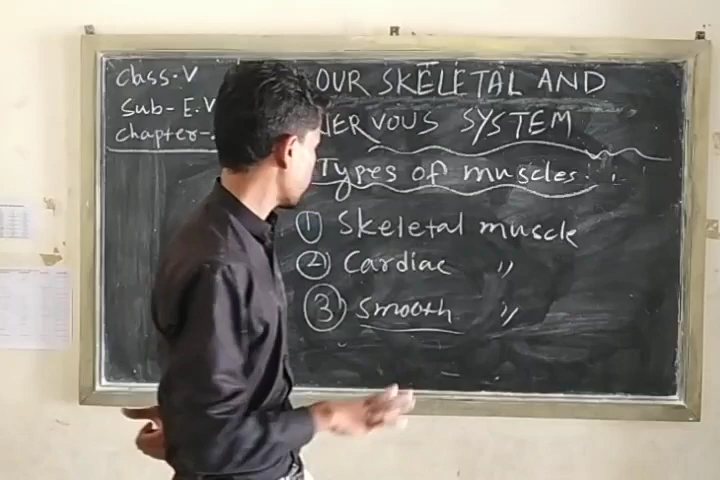 Class-V
Sub- E.V
Chapter-
OUR SKELETAL AND
NERVOUS SYSTEM
Types of muscles:
① Skeletal muscle
② Cardiac "
③ Smooth "